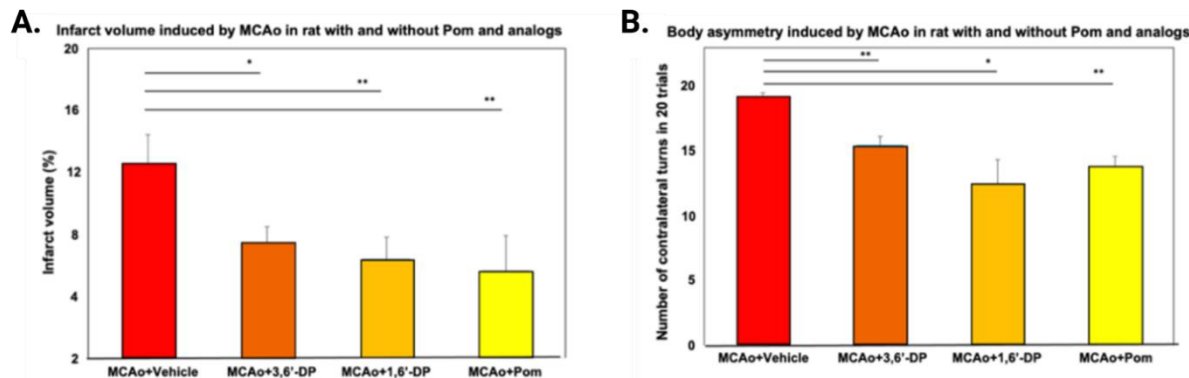 A.
Infarct volume induced by MCAo in rat with and without Pom and analogs
Infarct volume (%)
20
16
12
8
4
2
*
**
**
MCAo+Vehicle MCAo+3,6'-DP MCAo+1,6'-DP MCAo+Pom
B.
Body asymmetry induced by MCAo in rat with and without Pom and analogs
Number of contralateral turns in 20 trials
20
15
10
5
0
**
*
**
MCAo+Vehicle MCAo+3,6'-DP MCAo+1,6'-DP MCAo+Pom